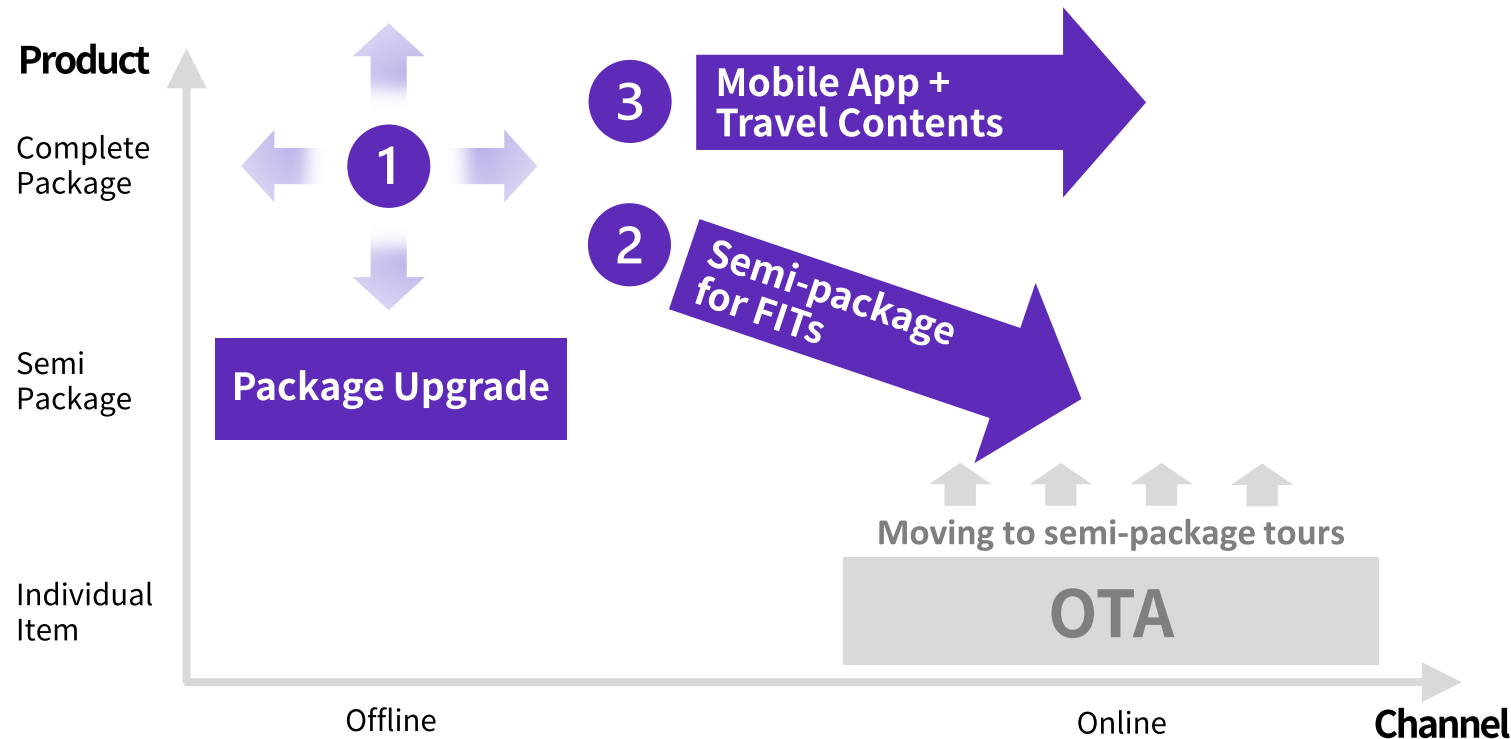 Product
Complete
Package
1
3
Mobile App +
Travel Contents
2
Semi-package
for FITs
Semi
Package
Package Upgrade
Moving to semi-package tours
OTA
Individual
Item
Offline
Online
Channel